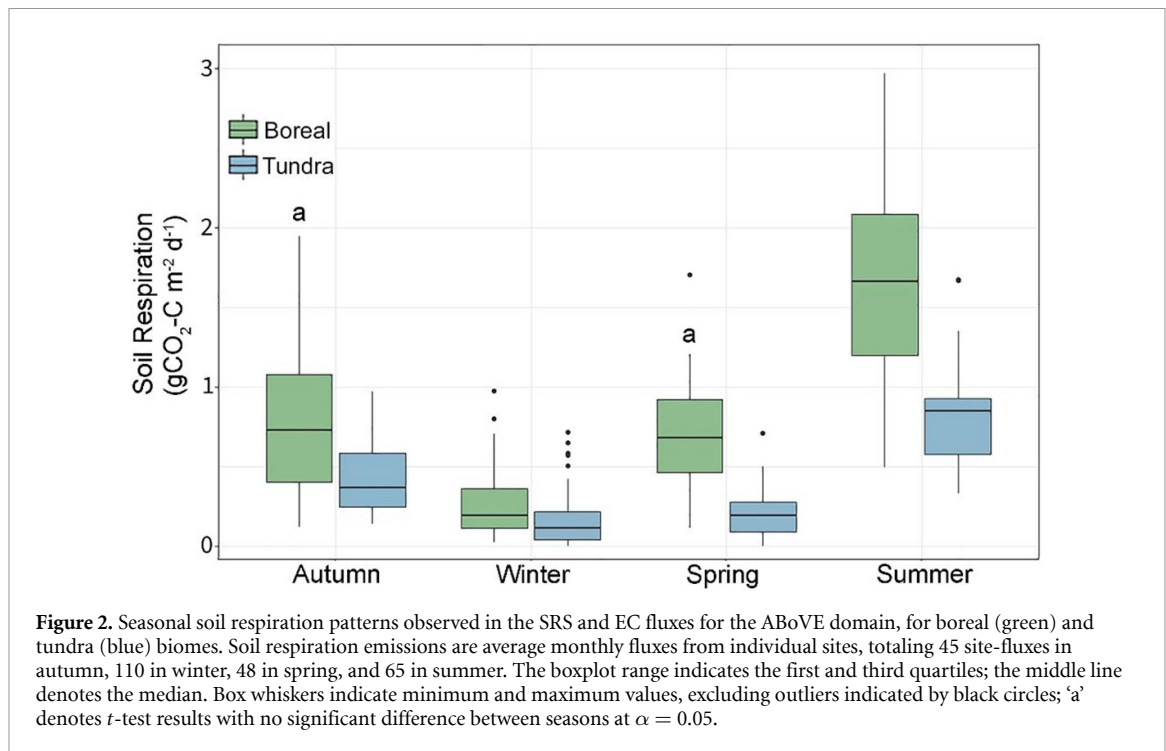 3
Boreal
Tundra
a
2
Soil Respiration
(gCO₂-C m⁻² d⁻¹)
a
1
0
Autumn Winter Spring Summer
Figure 2. Seasonal soil respiration patterns observed in the SRS and EC fluxes for the ABoVE domain, for boreal (green) and
tundra (blue) biomes. Soil respiration emissions are average monthly fluxes from individual sites, totaling 45 site-fluxes in
autumn, 110 in winter, 48 in spring, and 65 in summer. The boxplot range indicates the first and third quartiles; the middle line
denotes the median. Box whiskers indicate minimum and maximum values, excluding outliers indicated by black circles; ‘a’
denotes t-test results with no significant difference between seasons at α = 0.05.